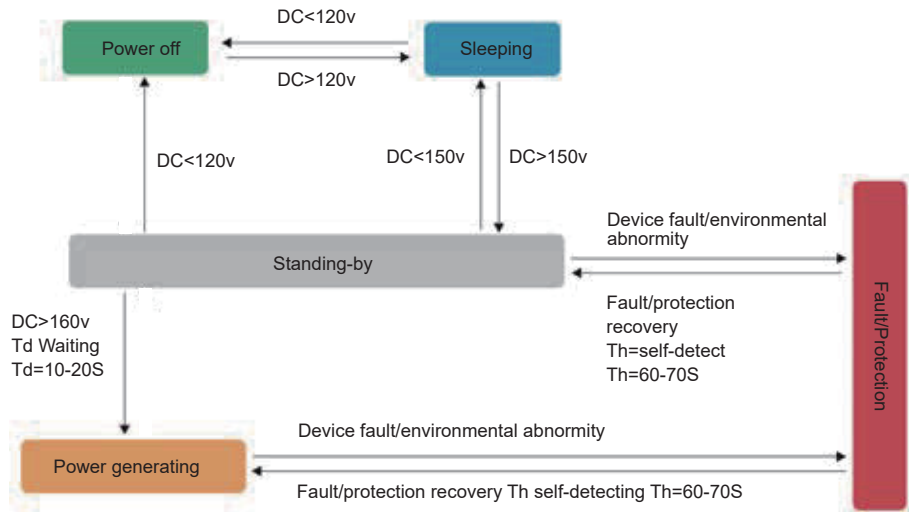 DC<120v
Power off
Sleeping
DC>120v
DC<120v
DC<150v
DC>150v
Device fault/environmental
abnormity
Standing-by
Fault/protection
recovery
Th=self-detect
Th=60-70S
Fault/Protection
DC>160v
Td Waiting
Td=10-20S
Device fault/environmental abnormity
Power generating
Fault/protection recovery Th self-detecting Th=60-70S